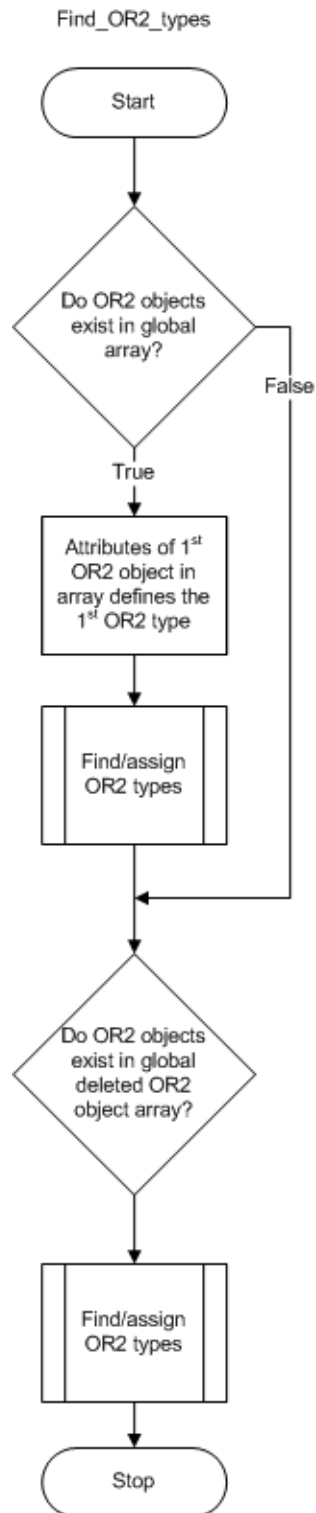 Find_OR2_types
Start
Do OR2 objects
exist in global
array?
False
True
Attributes of 1st
OR2 object in
array defines the
1st OR2 type
Find/assign
OR2 types
Do OR2 objects
exist in global
deleted OR2
object array?
Find/assign
OR2 types
Stop